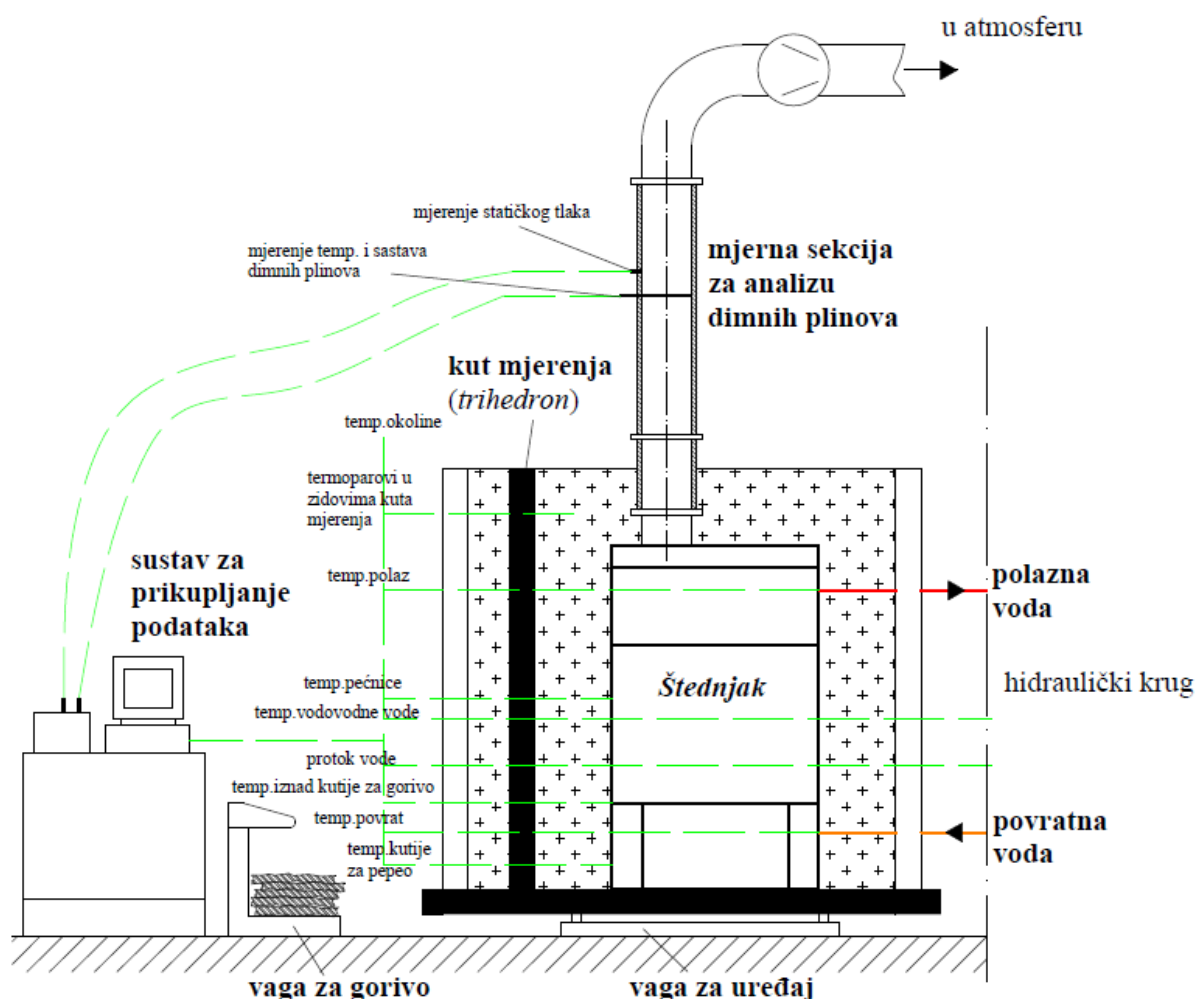 u atmosferu
mjerenje statičkog tlaka
mjerenje temp. i sastava
dimnih plinova
mjerna sekcija
za analizu
dimnih plinova
kut mjerenja
(trihedron)
temp.okoline
termoparovi u
zidovima kuta
mjerenja
sustav za
prikupljanje
podataka
temp.polaz
polazna
voda
temp.pećnice
Štednjak
hidraulički krug
temp.vodovodne vode
protok vode
temp.iznad kutije za gorivo
temp.povrat
povratna
voda
temp.kutije
za pepeo
vaga za gorivo
vaga za uređaj